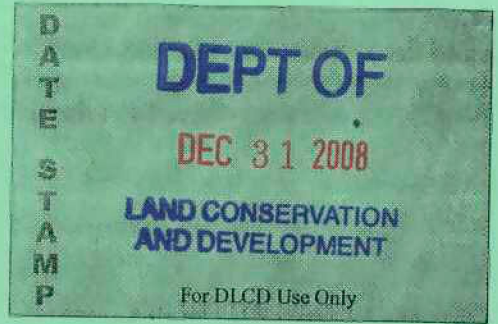 DATE STAMP
DEPT OF
DEC 31 2008
LAND CONSERVATION
AND DEVELOPMENT
For DLCD Use Only